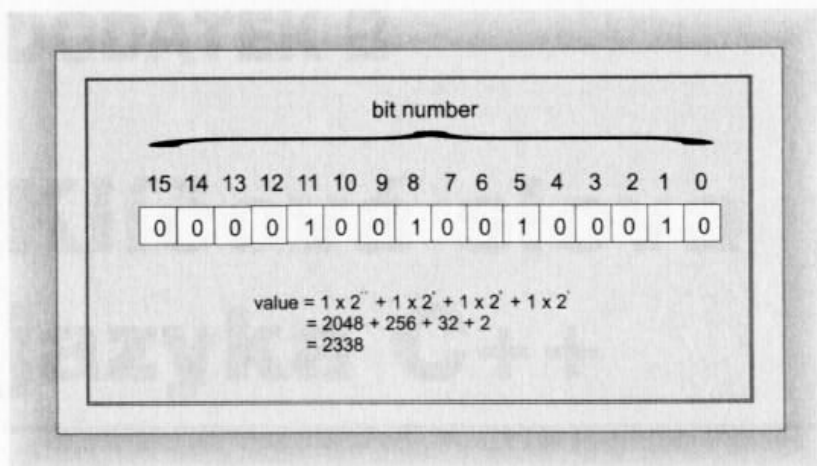 bit number
15 14 13 12 11 10 9 8 7 6 5 4 3 2 1 0
0 0 0 0 1 0 0 1 0 0 1 0 0 0 1 0
value = 1 x 2 + 1 x 2 + 1 x 2 + 1 x 2
= 2048 + 256 + 32 + 2
= 2338